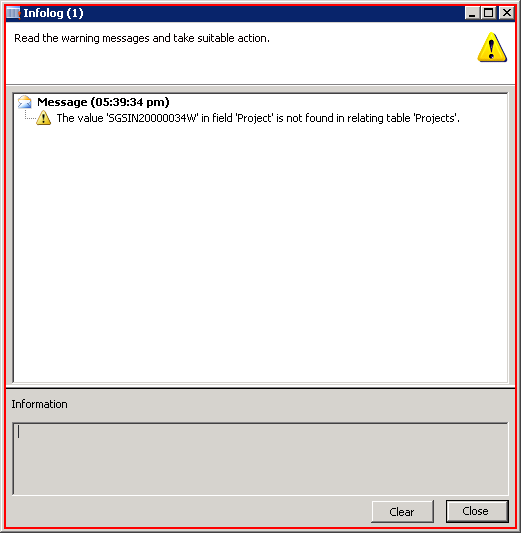 Infolog (1)
Read the warning messages and take suitable action.
Message (05:39:34 pm)
The value 'SGSIN20000034W' in field 'Project' is not found in relating table 'Projects'.
Information
Clear
Close